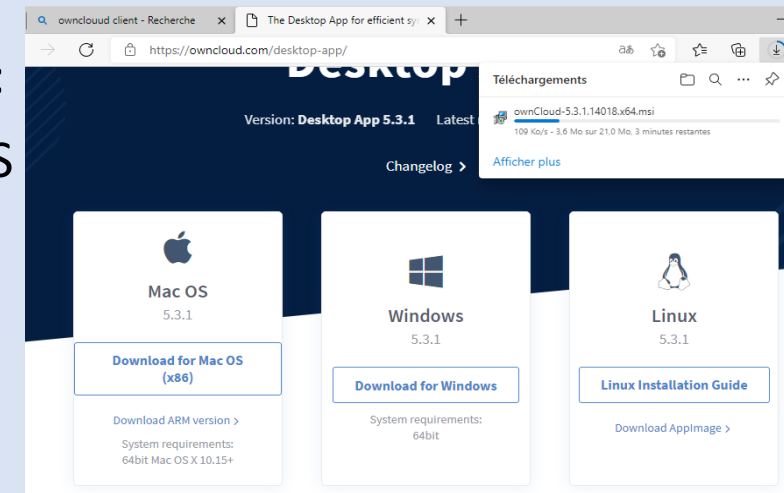 ownclouud client - Recherche
The Desktop App for efficient sy
https://owncloud.com/desktop-app/
Desktop
Téléchargements
ownCloud-5.3.1.14018.x64.msi
109 Ko/s - 3,6 Mo sur 21,0 Mo, 3 minutes restantes
Afficher plus
Version: Desktop App 5.3.1 Latest
Changelog >
:
S
Mac OS
5.3.1
Download for Mac OS
(x86)
Download ARM version >
System requirements:
64bit Mac OS X 10.15+
Windows
5.3.1
Download for Windows
System requirements:
64bit
Linux
5.3.1
Linux Installation Guide
Download AppImage >